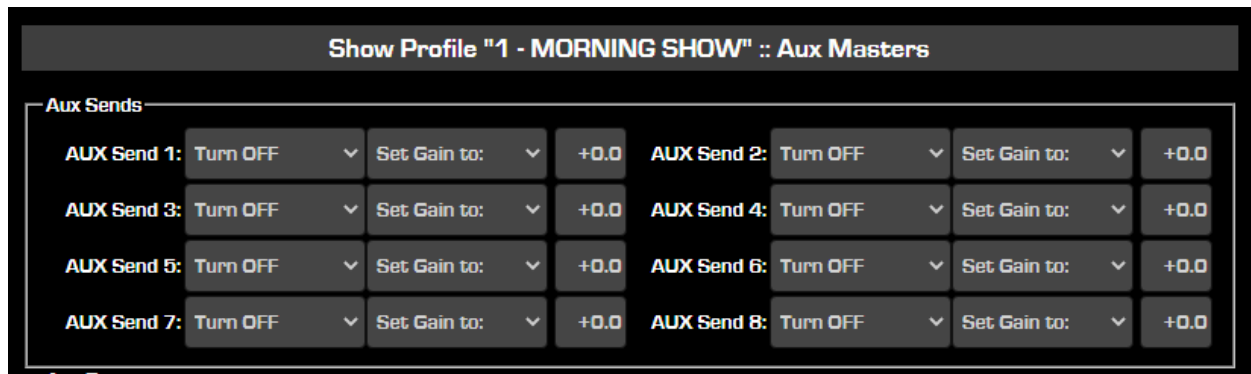 Show Profile "1 - MORNING SHOW" :: Aux Masters
Aux Sends
AUX Send 1: Turn OFF Set Gain to: +0.0 AUX Send 2: Turn OFF Set Gain to: +0.0
AUX Send 3: Turn OFF Set Gain to: +0.0 AUX Send 4: Turn OFF Set Gain to: +0.0
AUX Send 5: Turn OFF Set Gain to: +0.0 AUX Send 6: Turn OFF Set Gain to: +0.0
AUX Send 7: Turn OFF Set Gain to: +0.0 AUX Send 8: Turn OFF Set Gain to: +0.0